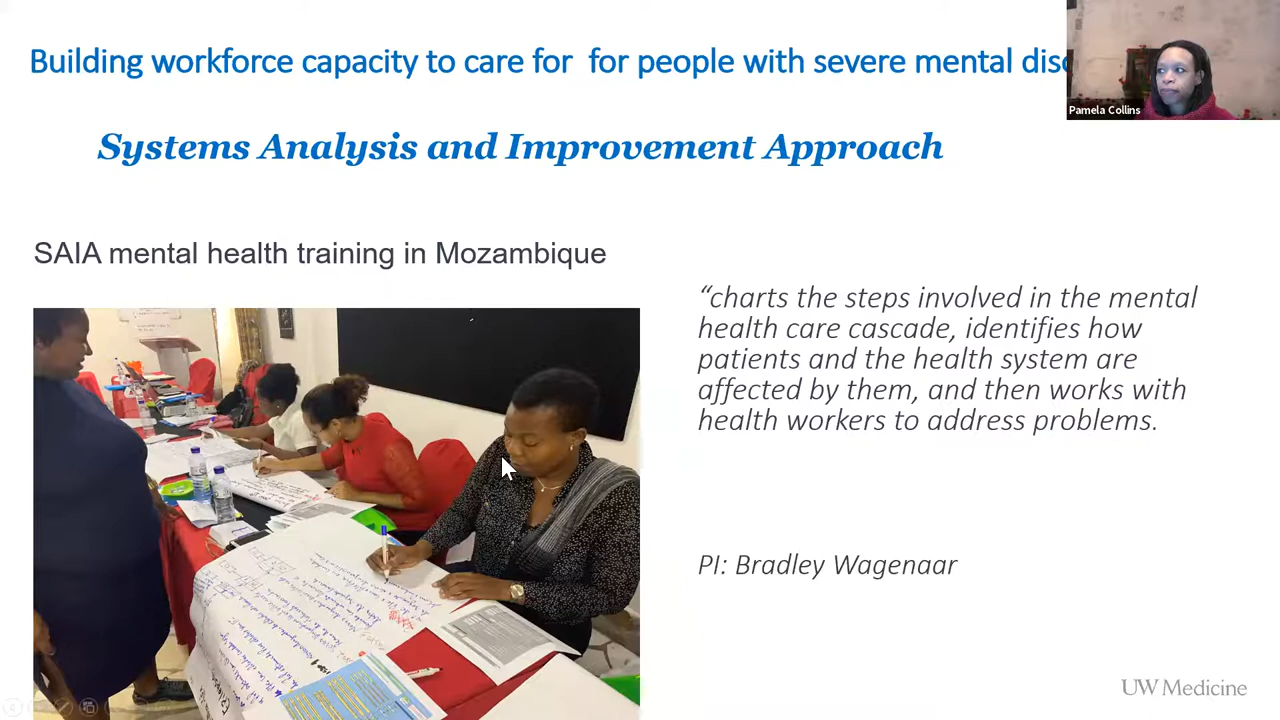 Building workforce capacity to care for  for people with severe mental
Pamela Collins
Systems Analysis and Improvement Approach
SAIA mental health training in Mozambique
“charts the steps involved in the mental
health care cascade, identifies how
patients and the health system are
affected by them, and then works with
health workers to address problems.
PI: Bradley Wagenaar
UW Medicine